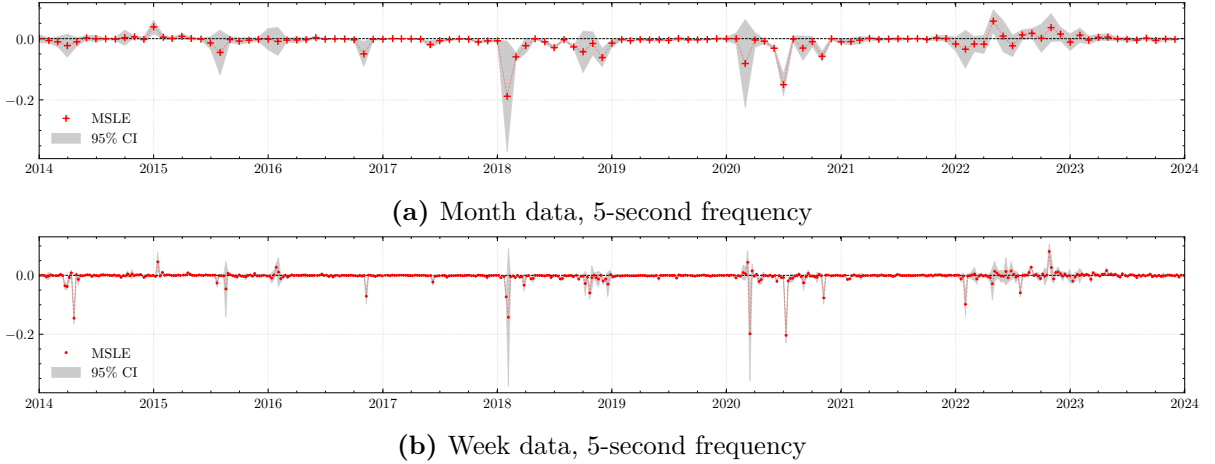 0.0
−0.2
MSLE
95% CI
2014 2015 2016 2017 2018 2019 2020 2021 2022 2023 2024
(a) Month data, 5-second frequency
0.0
−0.2
MSLE
95% CI
2014 2015 2016 2017 2018 2019 2020 2021 2022 2023 2024
(b) Week data, 5-second frequency